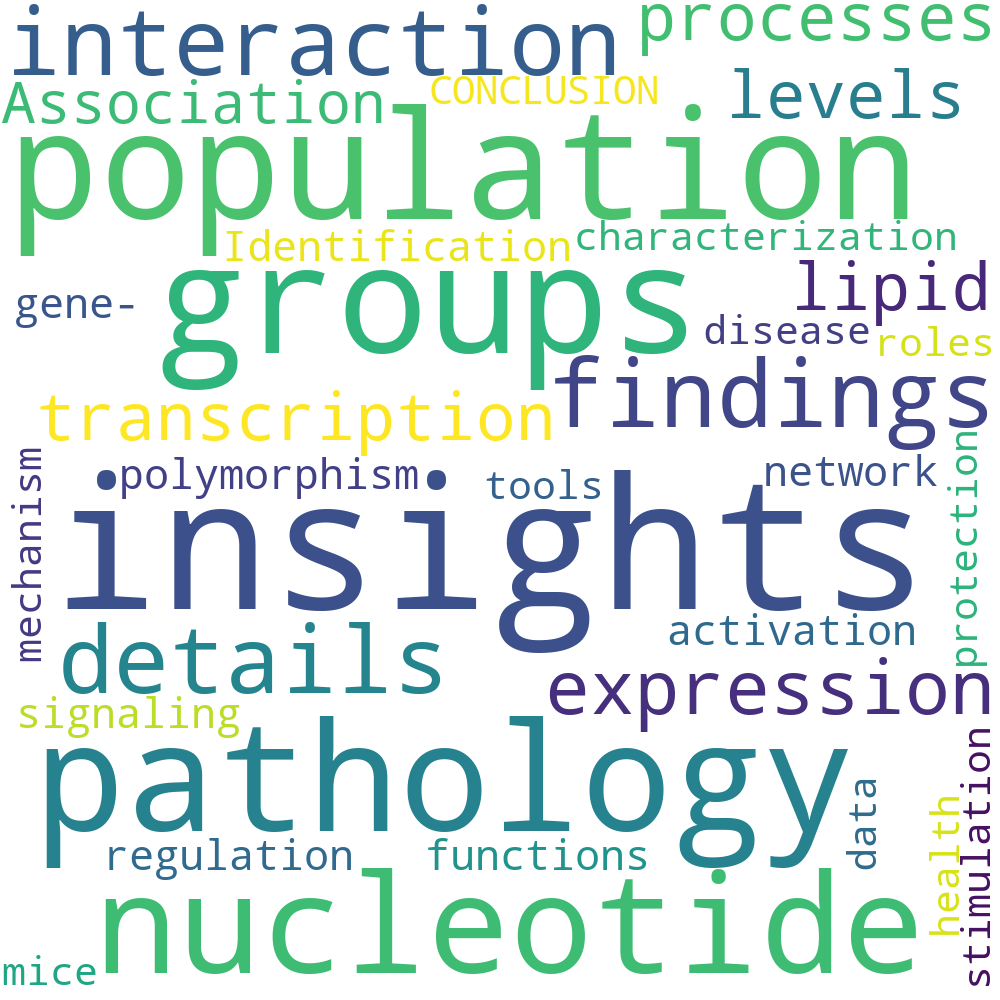 interaction
processes
Association
CONCLUSION
levels
population
Identification
characterization
gene-
groups
lipid
disease
roles
transcription
findings
mechanism
polymorphism
tools
network
protection
insights
details
activation
signaling
expression
pathology
data
health
stimulation
regulation
functions
mice
nucleotide